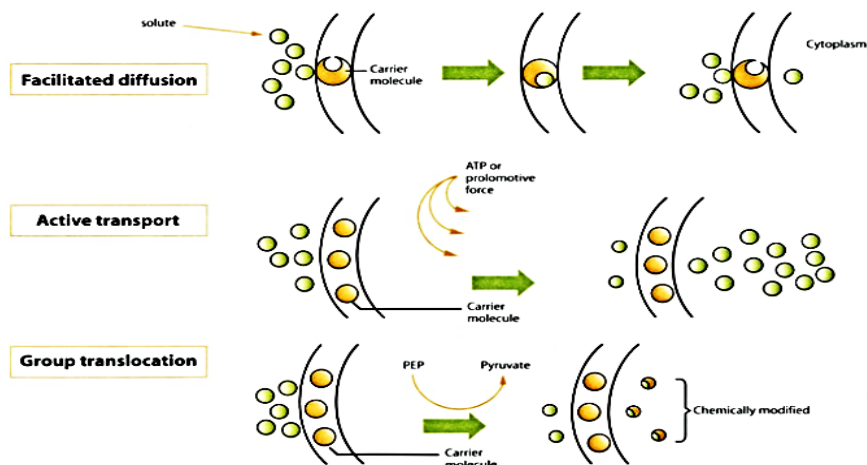 solute
Cytoplasm
Facilitated diffusion
Carrier
molecule
ATP or
prolomotive
force
Active transport
Carrier
molecule
Group translocation
PEP
Pyruvate
Chemically modified
Carrier
molecule